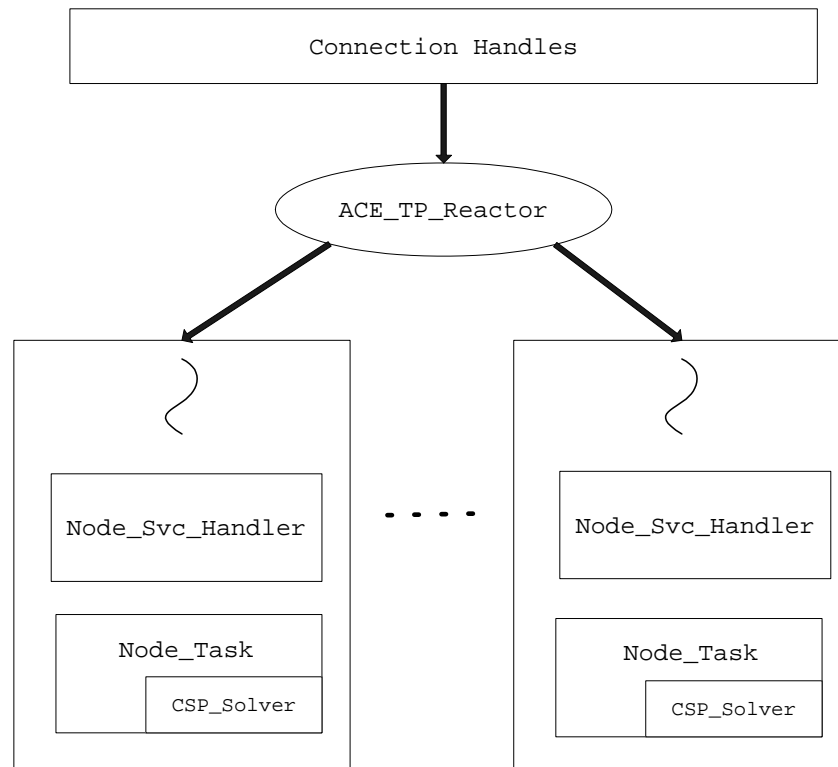 Connection Handles
ACE_TP_Reactor
Node_Svc_Handler
Node_Svc_Handler
Node_Task
CSP_Solver
Node_Task
CSP_Solver